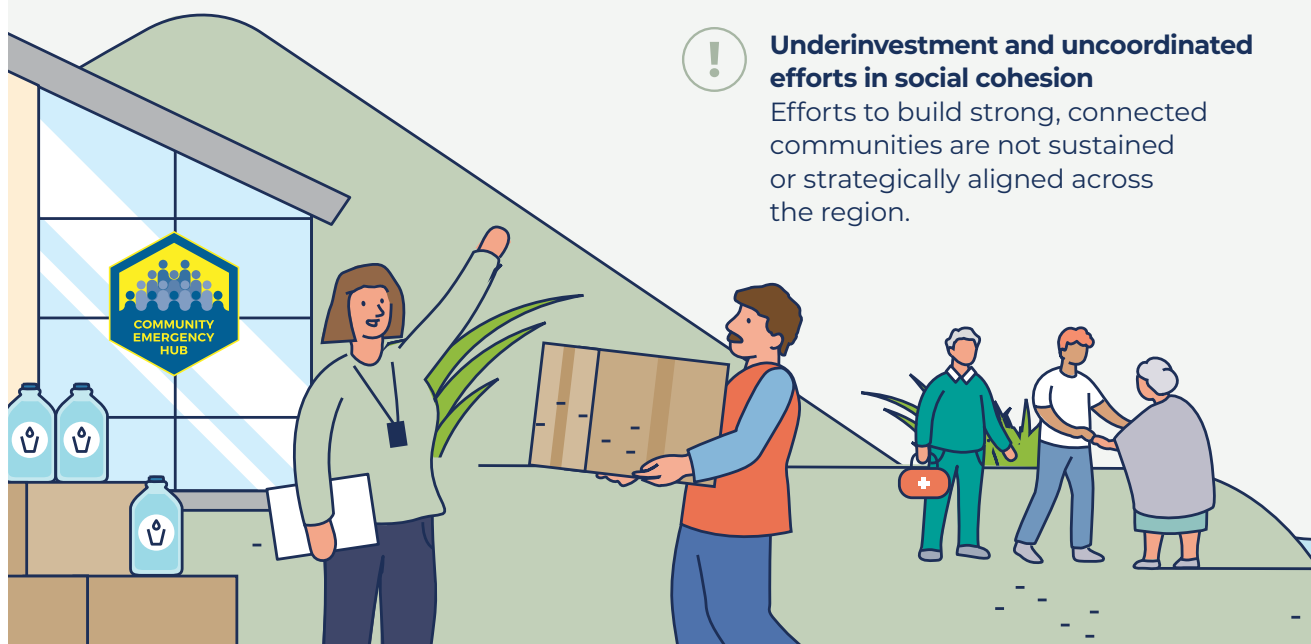 !
Underinvestment and uncoordinated
efforts in social cohesion
Efforts to build strong, connected
communities are not sustained
or strategically aligned across
the region.
COMMUNITY
EMERGENCY
HUB